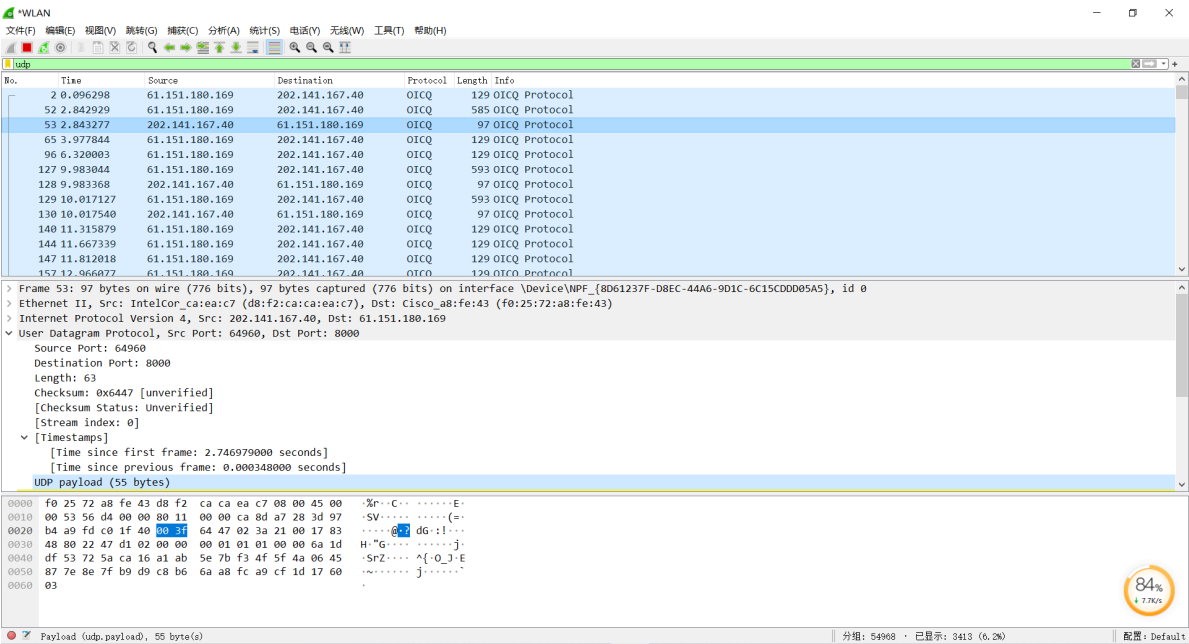 *WLAN
文件(F) 编辑(E) 视图(V) 跳转(G) 捕获(C) 分析(A) 统计(S) 电话(Y) 无线(W) 工具(T) 帮助(H)
udp
No. Time Source Destination Protocol Length Info
2 0.096298 61.151.180.169 202.141.167.40 OICQ 129 OICQ Protocol
52 2.842929 61.151.180.169 202.141.167.40 OICQ 585 OICQ Protocol
53 2.843277 202.141.167.40 61.151.180.169 OICQ 97 OICQ Protocol
65 3.977844 61.151.180.169 202.141.167.40 OICQ 129 OICQ Protocol
96 6.320003 61.151.180.169 202.141.167.40 OICQ 129 OICQ Protocol
127 9.983044 61.151.180.169 202.141.167.40 OICQ 593 OICQ Protocol
128 9.983368 202.141.167.40 61.151.180.169 OICQ 97 OICQ Protocol
129 10.017127 61.151.180.169 202.141.167.40 OICQ 593 OICQ Protocol
130 10.017540 202.141.167.40 61.151.180.169 OICQ 97 OICQ Protocol
140 11.315879 61.151.180.169 202.141.167.40 OICQ 129 OICQ Protocol
144 11.667339 61.151.180.169 202.141.167.40 OICQ 129 OICQ Protocol
147 11.812018 61.151.180.169 202.141.167.40 OICQ 129 OICQ Protocol
157 12.966077 61.151.180.169 202.141.167.40 OICQ 129 OICQ Protocol
Frame 53: 97 bytes on wire (776 bits), 97 bytes captured (776 bits) on interface \Device\NPF_{8D61237F-D8EC-44A6-9D1C-6C15CDDD05A5}, id 0
Ethernet II, Src: IntelCor_ca:ea:c7 (d8:f2:ca:ca:ea:c7), Dst: Cisco_a8:fe:43 (f0:25:72:a8:fe:43)
Internet Protocol Version 4, Src: 202.141.167.40, Dst: 61.151.180.169
User Datagram Protocol, Src Port: 64960, Dst Port: 8000
Source Port: 64960
Destination Port: 8000
Length: 63
Checksum: 0x6447 [unverified]
[Checksum Status: Unverified]
[Stream index: 0]
[Timestamps]
[Time since first frame: 2.746979000 seconds]
[Time since previous frame: 0.000348000 seconds]
UDP payload (55 bytes)
0000 f0 25 72 a8 fe 43 d8 f2 ca ca ea c7 08 00 45 00 ·%r··C·· ······E·
0010 00 53 56 d4 00 00 80 11 00 00 ca 8d a7 28 3d 97 ·SV····· ·····(=·
0020 b4 a9 fd c0 1f 40 00 3f 64 47 02 3a 21 00 17 83 ·····@·? dG·:!···
0030 48 80 22 47 d1 02 00 00 00 01 01 01 00 00 6a 1d H·"G···· ······j·
0040 df 53 72 5a ca 16 a1 ab 5e 7b f3 4f 5f 4a 06 45 ·SrZ···· ^{·O_J·E
0050 87 7e 8e 7f b9 d9 c8 b6 6a a8 fc a9 cf 1d 17 60 ·~······ j······`
0060 03 ·
84%
↓ 7.7K/s
Payload (udp.payload), 55 byte(s) 分组: 54968 · 已显示: 3413 (6.2%) 配置: Default